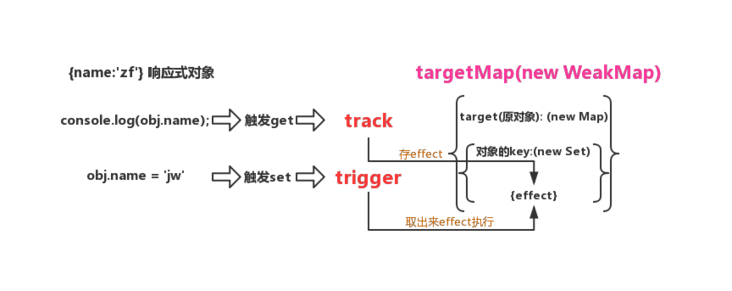 {name:'zf'} 响应式对象
targetMap(new WeakMap)
console.log(obj.name);
触发get
track
target(原对象): (new Map)
存effect
对象的key:(new Set)
obj.name = 'jw'
触发set
trigger
{effect}
取出来effect执行